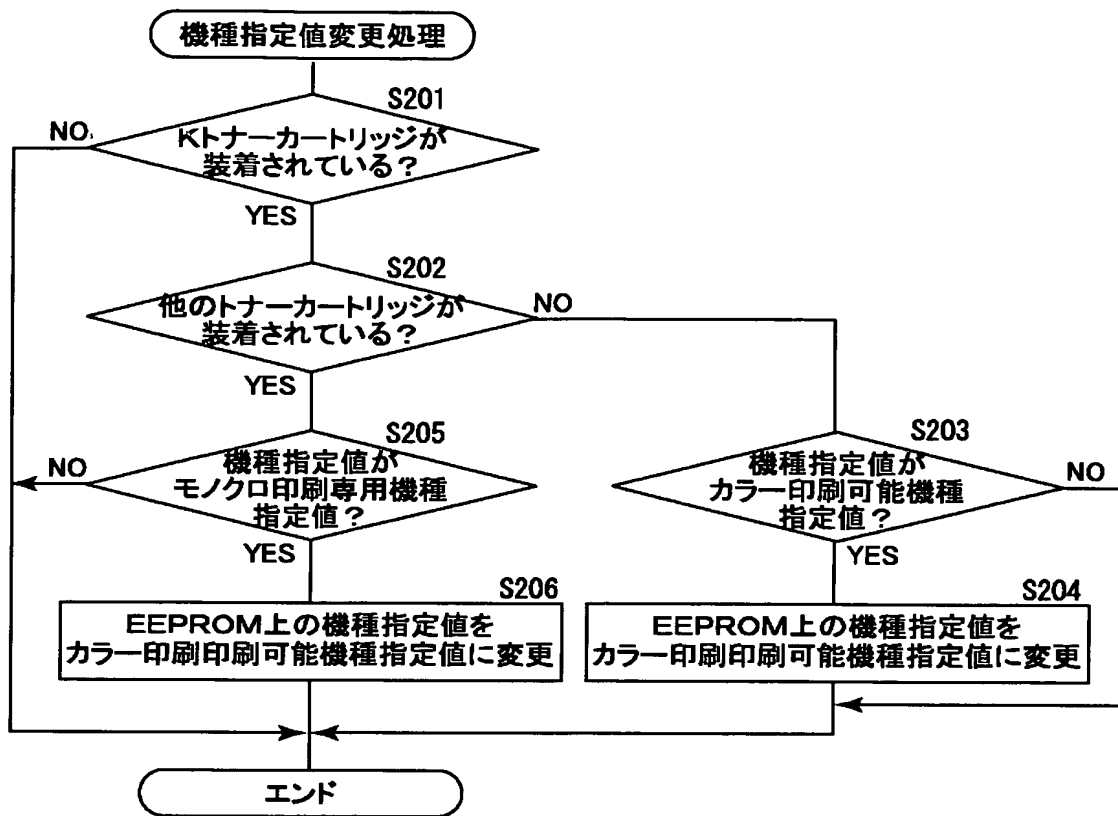 機種指定値変更処理
S201
NO
Kトナーカートリッジが
装着されている？
YES
S202
他のトナーカートリッジが
装着されている？
NO
YES
S205
NO
機種指定値が
モノクロ印刷専用機種
指定値？
YES
S203
機種指定値が
カラー印刷可能機種
指定値？
NO
YES
S206
EEPROM上の機種指定値を
カラー印刷印刷可能機種指定値に変更
S204
EEPROM上の機種指定値を
カラー印刷印刷可能機種指定値に変更
エンド